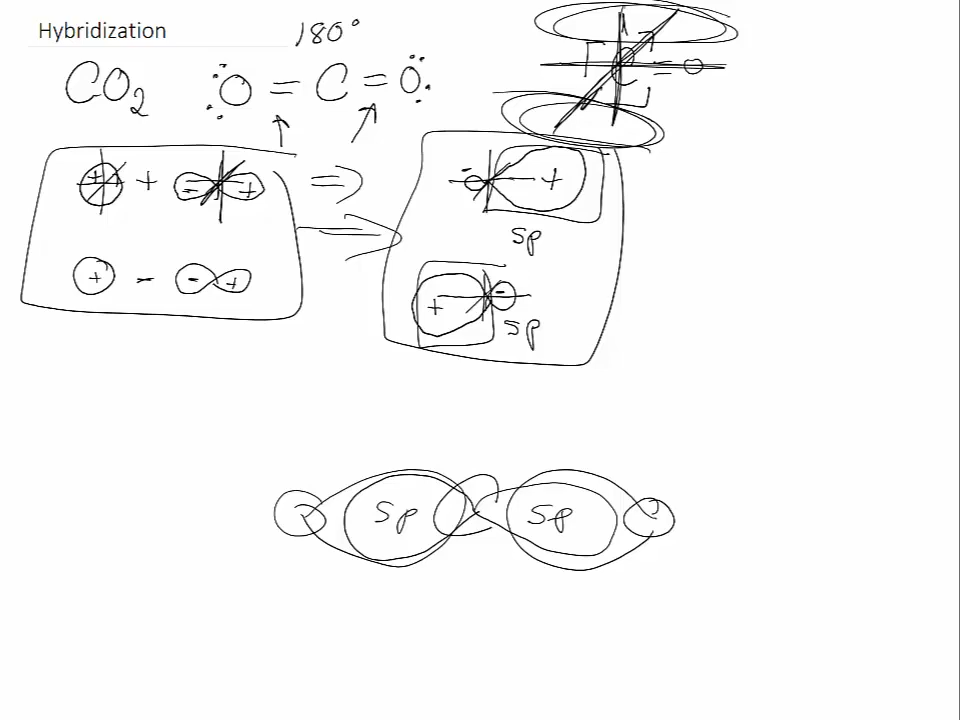 Hybridization
180°
CO2 :Ö = C = Ö:
C = O
+ + - + ⇒ - +
sp
+ - - +
+ -
sp
sp sp